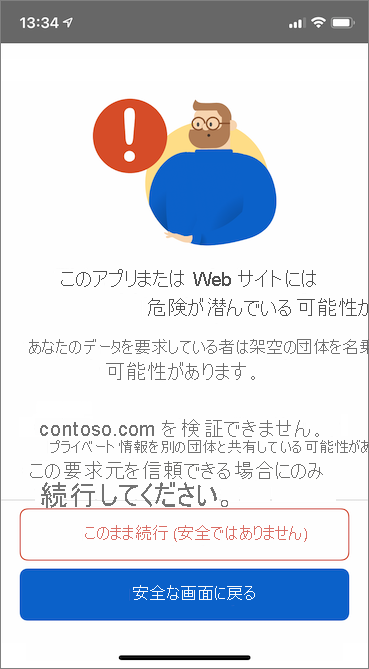 13:34
このアプリまたは Web サイトには
危険が潜んでいる可能性が
あなたのデータを要求している者は架空の団体を名乗
可能性があります。
contoso.com を検証できません。
プライベート情報を別の団体と共有している可能性があ
この要求元を信頼できる場合にのみ
続行してください。
このまま続行 (安全ではありません)
安全な画面に戻る